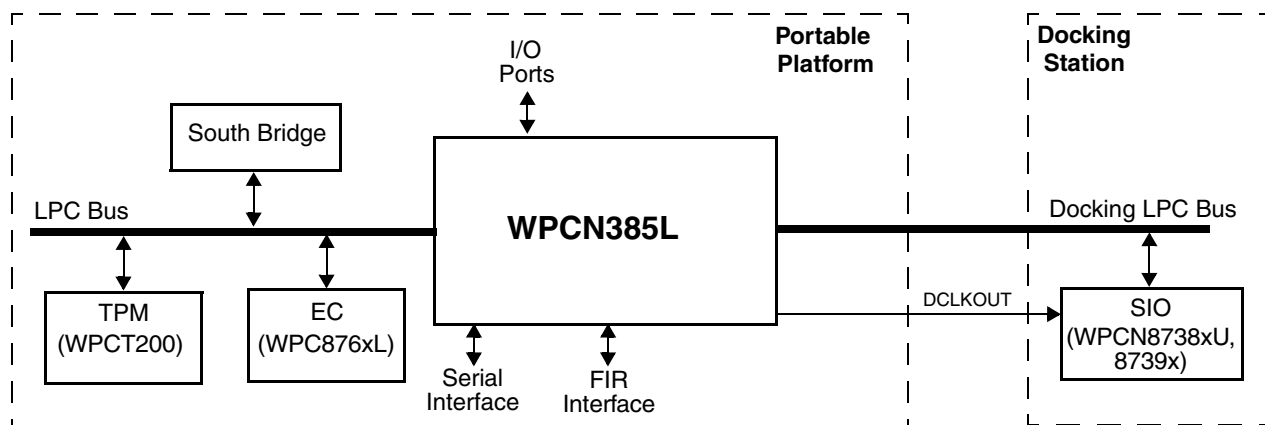 Portable
Platform
Docking
Station
I/O
Ports
South Bridge
LPC Bus
WPCN385L
Docking LPC Bus
TPM
(WPCT200)
EC
(WPC876xL)
DCLKOUT
SIO
(WPCN8738xU,
8739x)
Serial
Interface
FIR
Interface